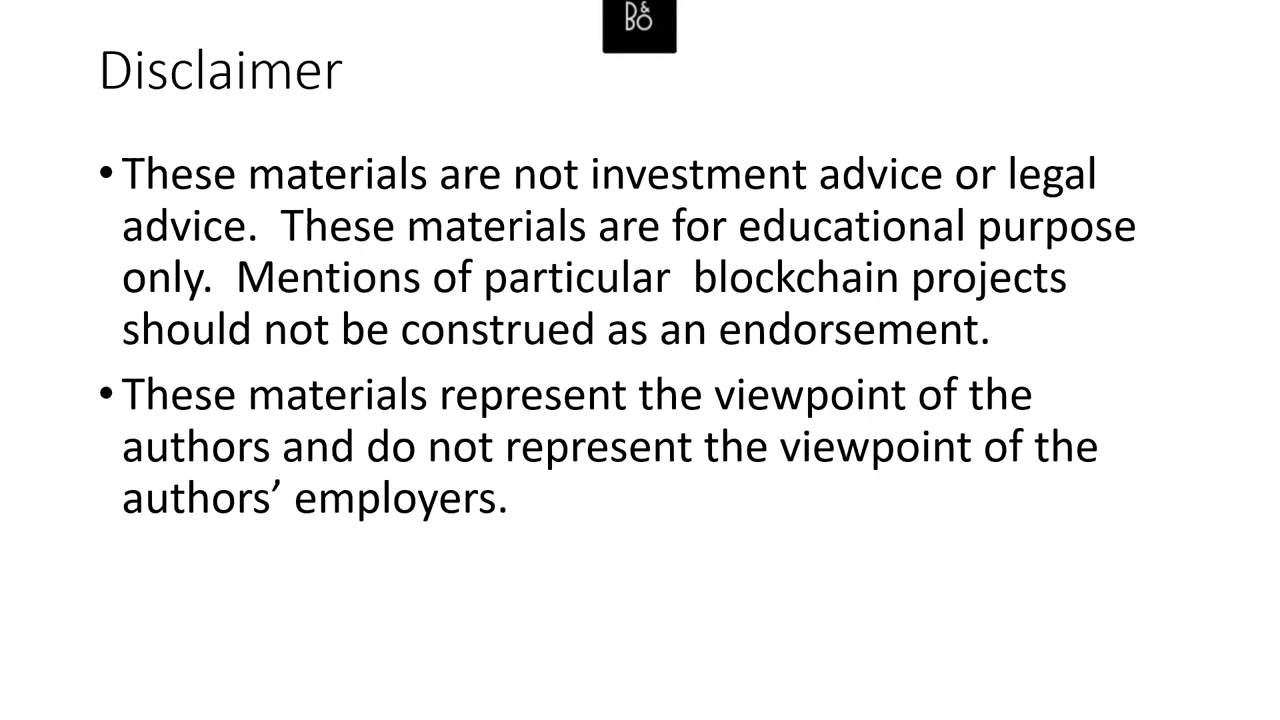 B&
BO
Disclaimer
• These materials are not investment advice or legal
advice.  These materials are for educational purpose
only.  Mentions of particular  blockchain projects
should not be construed as an endorsement.
• These materials represent the viewpoint of the
authors and do not represent the viewpoint of the
authors’ employers.